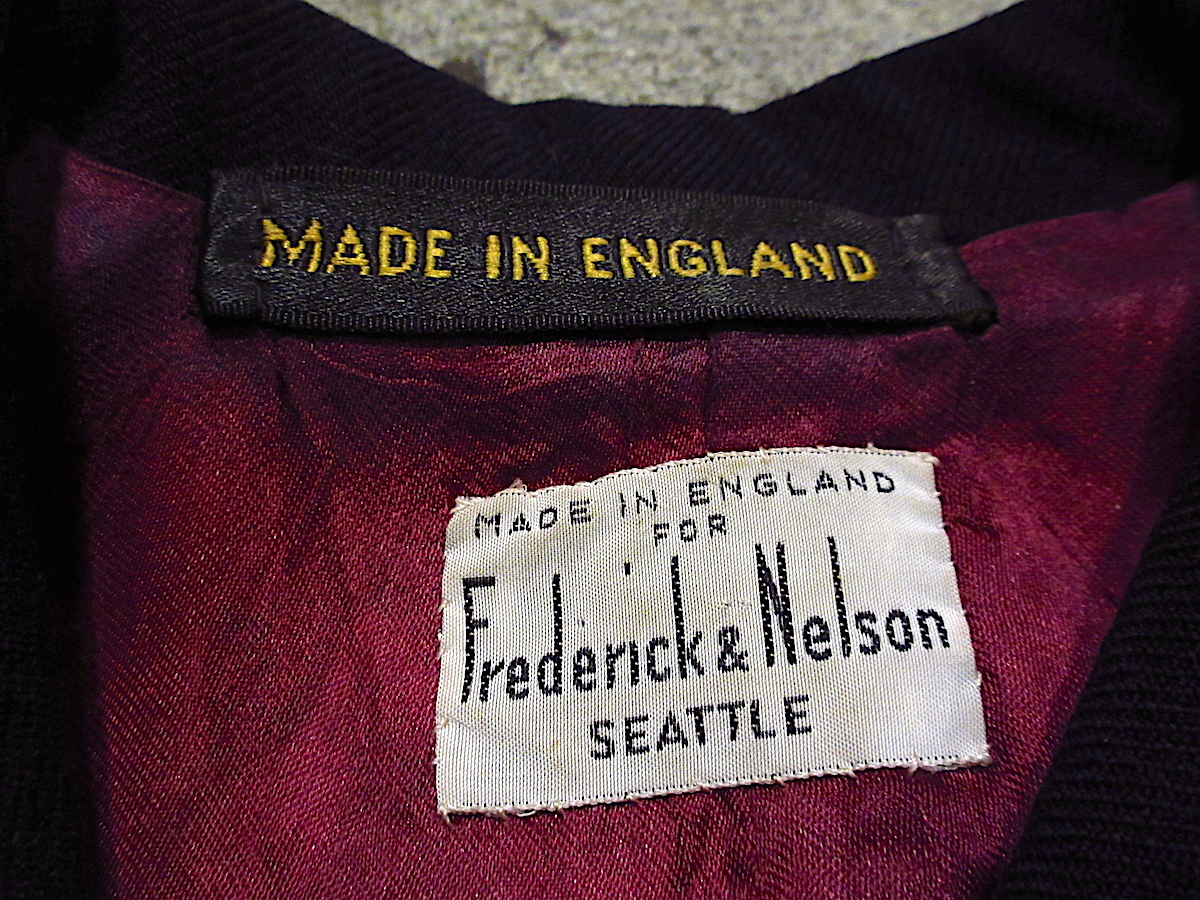 MADE IN ENGLAND
MADE IN ENGLAND
FOR
Frederick & Nelson
SEATTLE